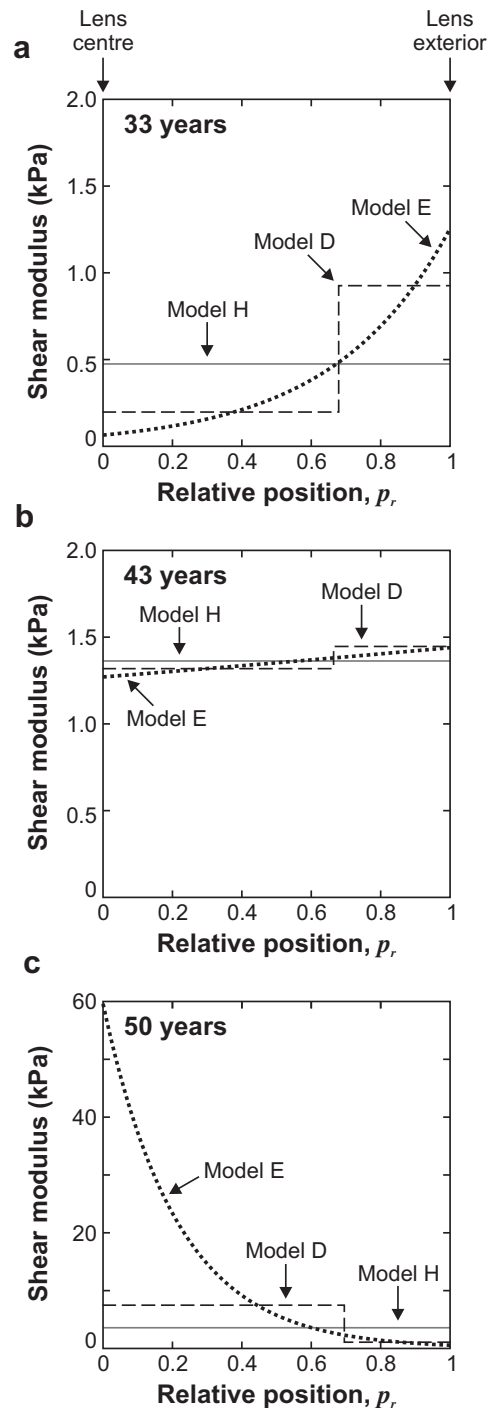 Lens
centre
Lens
exterior
a
33 years
Model E
Model D
Model H
Shear modulus (kPa)
2.0
1.5
1.0
0.5
0
0 0.2 0.4 0.6 0.8 1
Relative position, pr
b
43 years
Model D
Model H
Model E
Shear modulus (kPa)
2.0
1.5
1.0
0.5
0
0 0.2 0.4 0.6 0.8 1
Relative position, pr
c
50 years
Model E
Model D
Model H
Shear modulus (kPa)
60
40
20
0
0 0.2 0.4 0.6 0.8 1
Relative position, pr